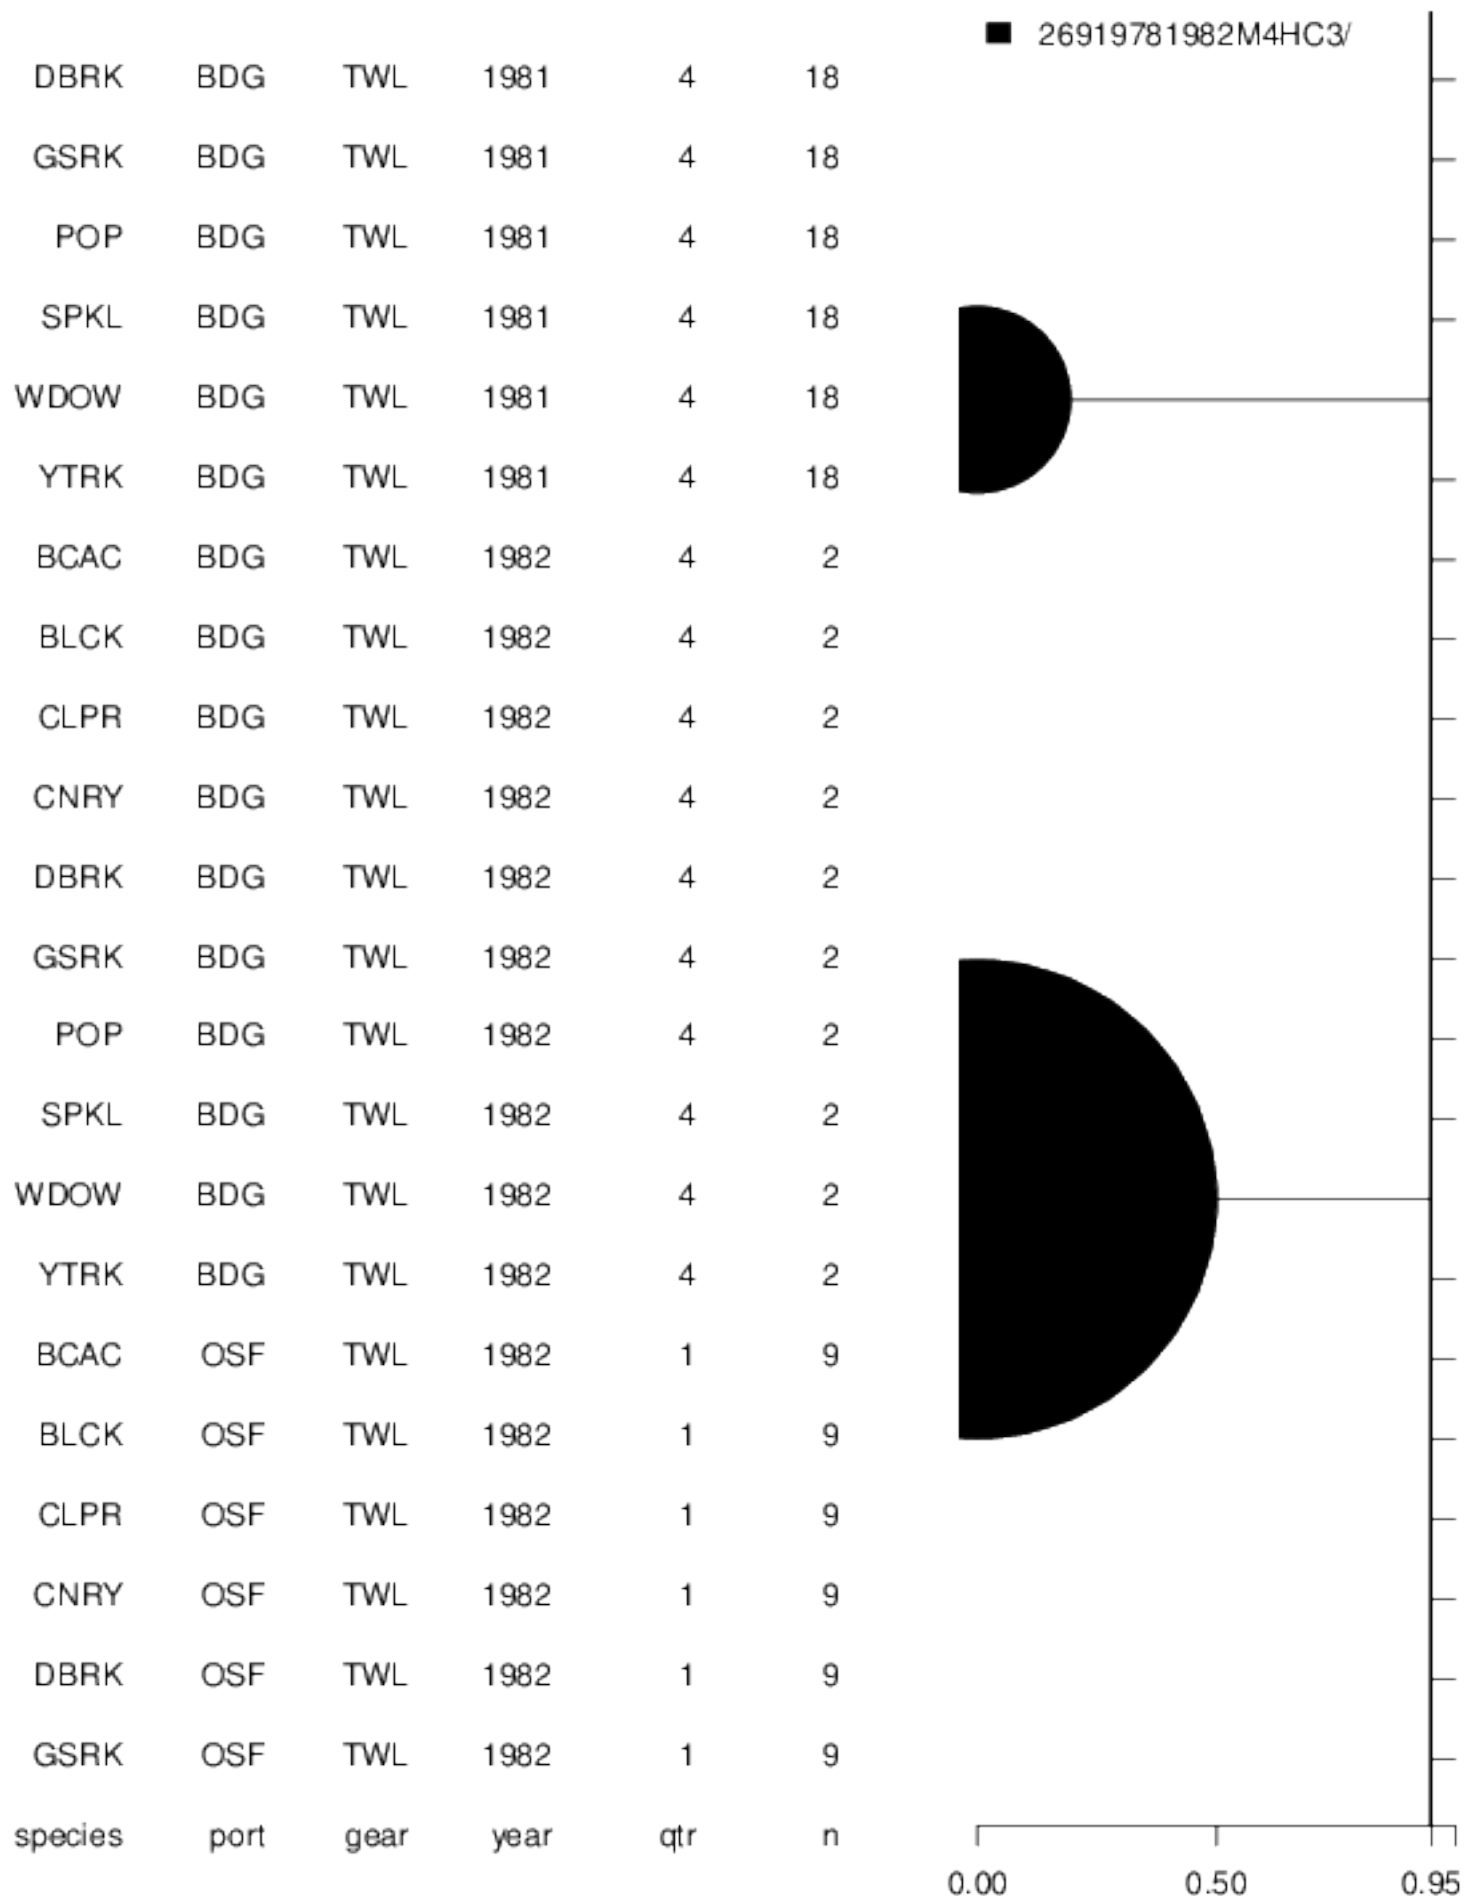 26919781982M4HC3/
DBRK BDG TWL 1981 4 18
GSRK BDG TWL 1981 4 18
POP BDG TWL 1981 4 18
SPKL BDG TWL 1981 4 18
WDOW BDG TWL 1981 4 18
YTRK BDG TWL 1981 4 18
BCAC BDG TWL 1982 4 2
BLCK BDG TWL 1982 4 2
CLPR BDG TWL 1982 4 2
CNRY BDG TWL 1982 4 2
DBRK BDG TWL 1982 4 2
GSRK BDG TWL 1982 4 2
POP BDG TWL 1982 4 2
SPKL BDG TWL 1982 4 2
WDOW BDG TWL 1982 4 2
YTRK BDG TWL 1982 4 2
BCAC OSF TWL 1982 1 9
BLCK OSF TWL 1982 1 9
CLPR OSF TWL 1982 1 9
CNRY OSF TWL 1982 1 9
DBRK OSF TWL 1982 1 9
GSRK OSF TWL 1982 1 9
species port gear year qtr n
0.00 0.50 0.95